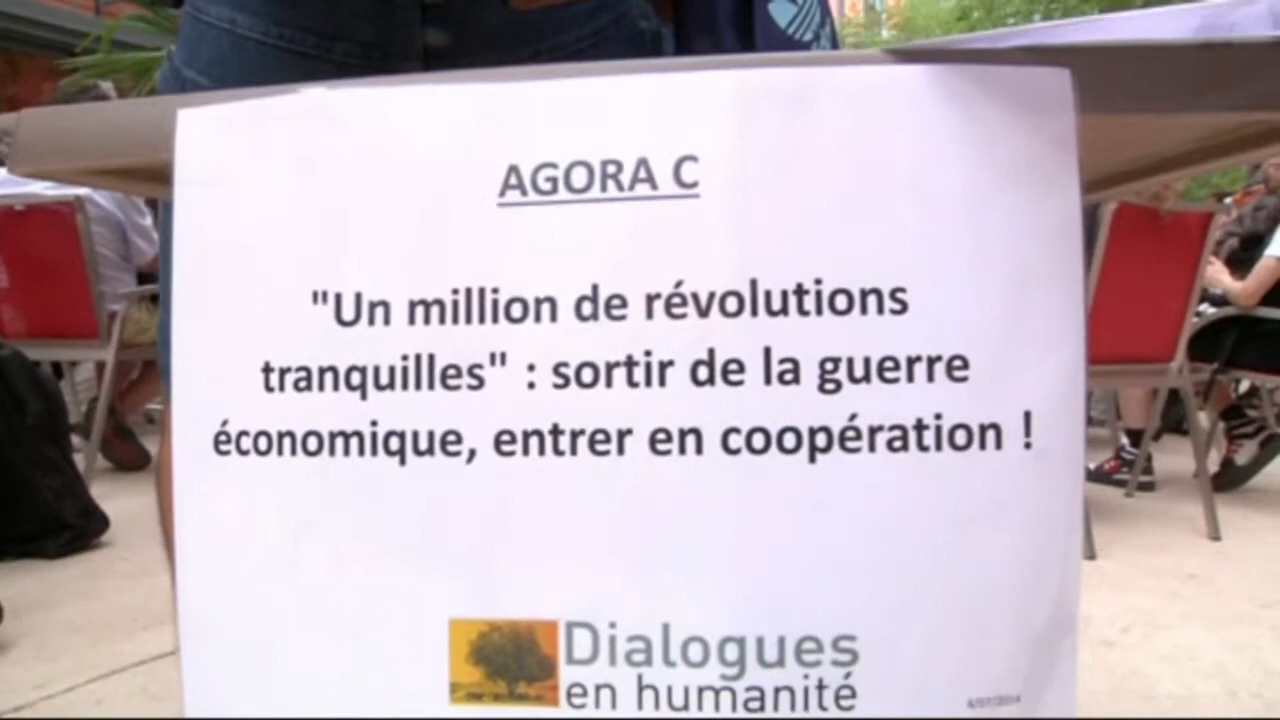 AGORA C
"Un million de révolutions
tranquilles" : sortir de la guerre
économique, entrer en coopération !
Dialogues
en humanité